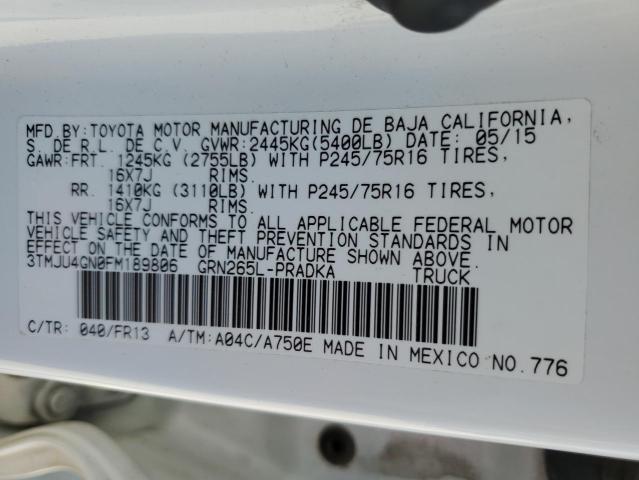 MFD.BY:TOYOTA MOTOR MANUFACTURING DE BAJA CALIFORNIA,
S. DE R.L. DE C.V. GVWR:2445KG(5400LB) DATE: 05/15
GAWR:FRT. 1245KG (2755LB) WITH P245/75R16 TIRES,
16X7J RIMS.
RR. 1410KG (3110LB) WITH P245/75R16 TIRES,
16X7J RIMS.
THIS VEHICLE CONFORMS TO ALL APPLICABLE FEDERAL MOTOR
VEHICLE SAFETY AND THEFT PREVENTION STANDARDS IN
EFFECT ON THE DATE OF MANUFACTURE SHOWN ABOVE.
3TMJU4GN0FM189806 GRN265L-PRADKA TRUCK
C/TR: 040/FR13 A/TM:A04C/A750E MADE IN MEXICO NO.776